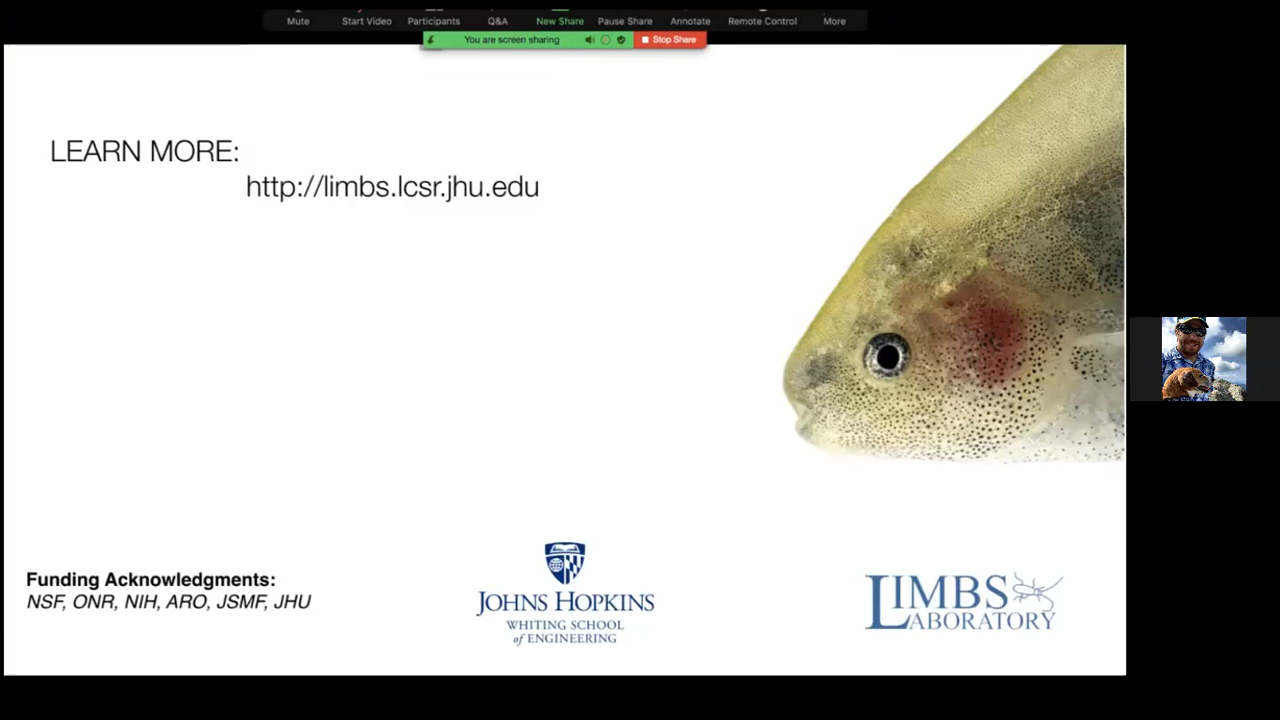 Mute Start Video Participants Q&A New Share Pause Share Annotate Remote Control More
You are screen sharing Stop Share
LEARN MORE:
http://limbs.lcsr.jhu.edu
Funding Acknowledgments:
NSF, ONR, NIH, ARO, JSMF, JHU
JOHNS HOPKINS
WHITING SCHOOL
of ENGINEERING
LIMBS
LABORATORY